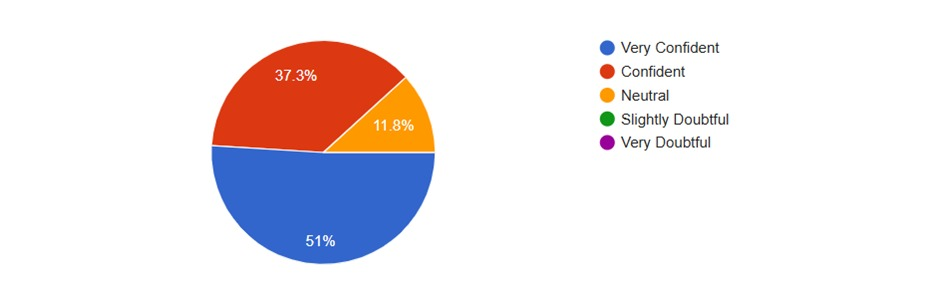 37.3%
11.8%
51%
Very Confident
Confident
Neutral
Slightly Doubtful
Very Doubtful